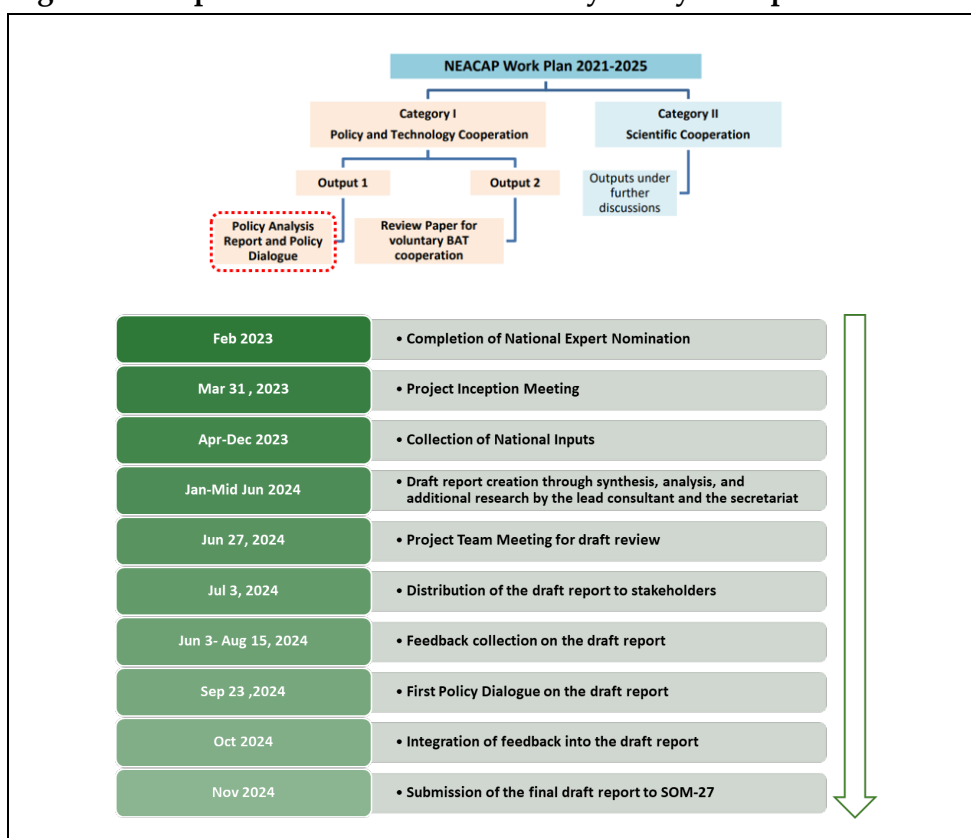 NEACAP Work Plan 2021-2025
Category I
Policy and Technology Cooperation
Category II
Scientific Cooperation
Output 1
Output 2
Outputs under
further
discussions
Policy Analysis
Report and Policy
Dialogue
Review Paper for
voluntary BAT
cooperation
Feb 2023
• Completion of National Expert Nomination
Mar 31 , 2023
• Project Inception Meeting
Apr-Dec 2023
• Collection of National Inputs
Jan-Mid Jun 2024
• Draft report creation through synthesis, analysis, and
additional research by the lead consultant and the secretariat
Jun 27, 2024
• Project Team Meeting for draft review
Jul 3, 2024
• Distribution of the draft report to stakeholders
Jun 3- Aug 15, 2024
• Feedback collection on the draft report
Sep 23 ,2024
• First Policy Dialogue on the draft report
Oct 2024
• Integration of feedback into the draft report
Nov 2024
• Submission of the final draft report to SOM-27